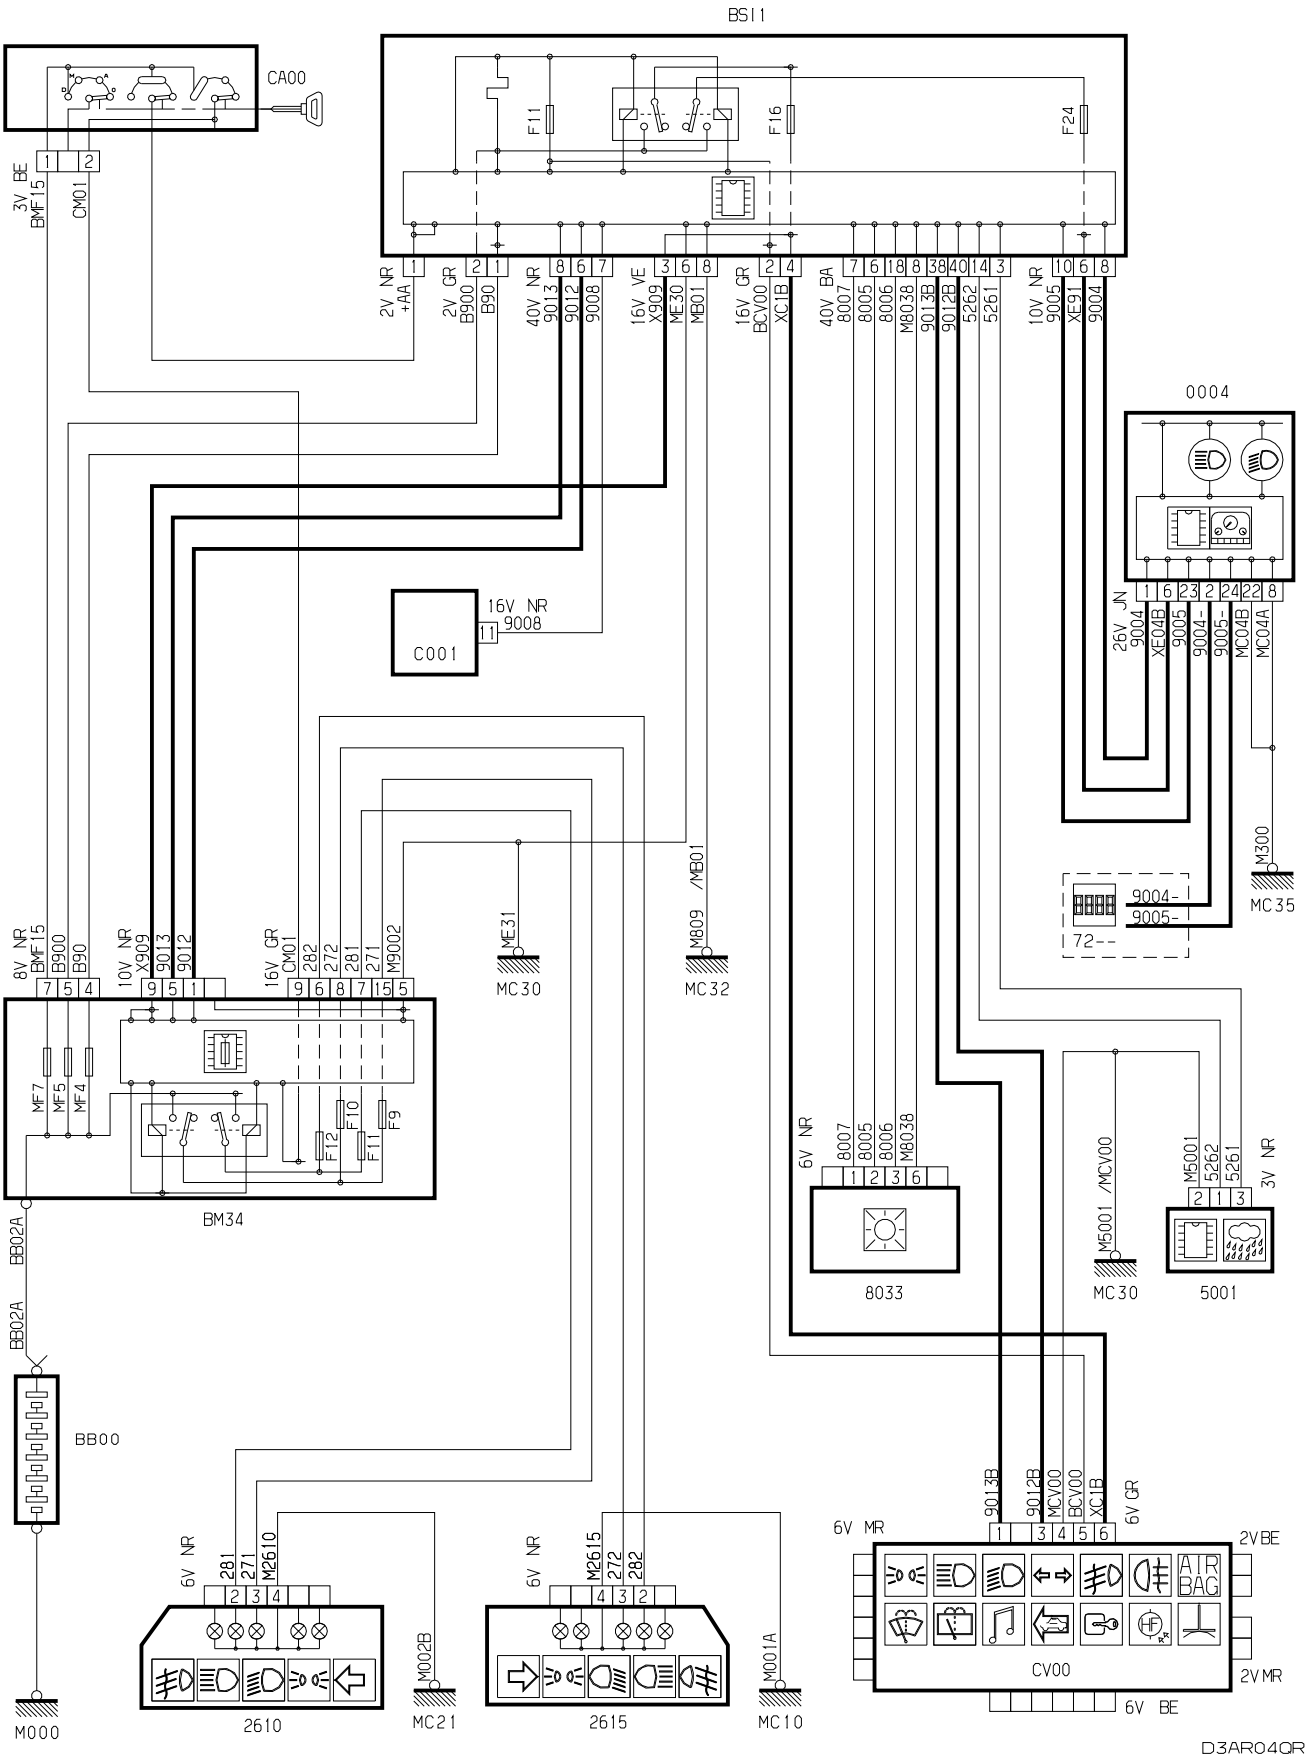 BSI1
CA00
M A
D D
F11
F16
F24
1 2
3V BE
BMF15
CM01
1
2 1
8 6 7
3 6 8
2 4
7 6 18 8 38 40 14 3
10 6 8
2V NR
+AA
2V GR
B900
B90
40V NR
9013
9012
9008
16V VE
X909
ME30
MB01
16V GR
BCV00
XC1B
40V BA
8007
8005
8006
M8038
9013B
9012B
5262
5261
10V NR
9005
XE91
9004
0004
1 6 23 2 24 22 8
26V JN
9004
XE04B
9005
9004-
9005-
MC04B
MC04A
16V NR
9008
11
C001
M300
MC35
9004-
9005-
72--
ME31
MC30
M809 /MB01
MC32
8V NR
BMF15
B900
B90
10V NR
X909
9013
9012
16V GR
CM01
282
272
281
271
M9002
7 5 4
9 5 1
9 6 8 7 15 5
MF7
MF5
MF4
F12
F10
F11
F9
BM34
BB02A
BB02A
BB00
M000
6V NR
8007
8005
8006
M8038
1 2 3 6
8033
M5001 /MCV00
MC30
M5001
5262
5261
3V NR
2 1 3
5001
6V NR
281
271
M2610
2 3 4
2610
M002B
MC21
6V NR
M2615
272
282
4 3 2
2615
M001A
MC10
9013B
9012B
MCV00
BCV00
XC1B
6V GR
6V MR
1 3 4 5 6
2V BE
AIR
BAG
HF
CV00
2V MR
6V BE
D3AR04QR